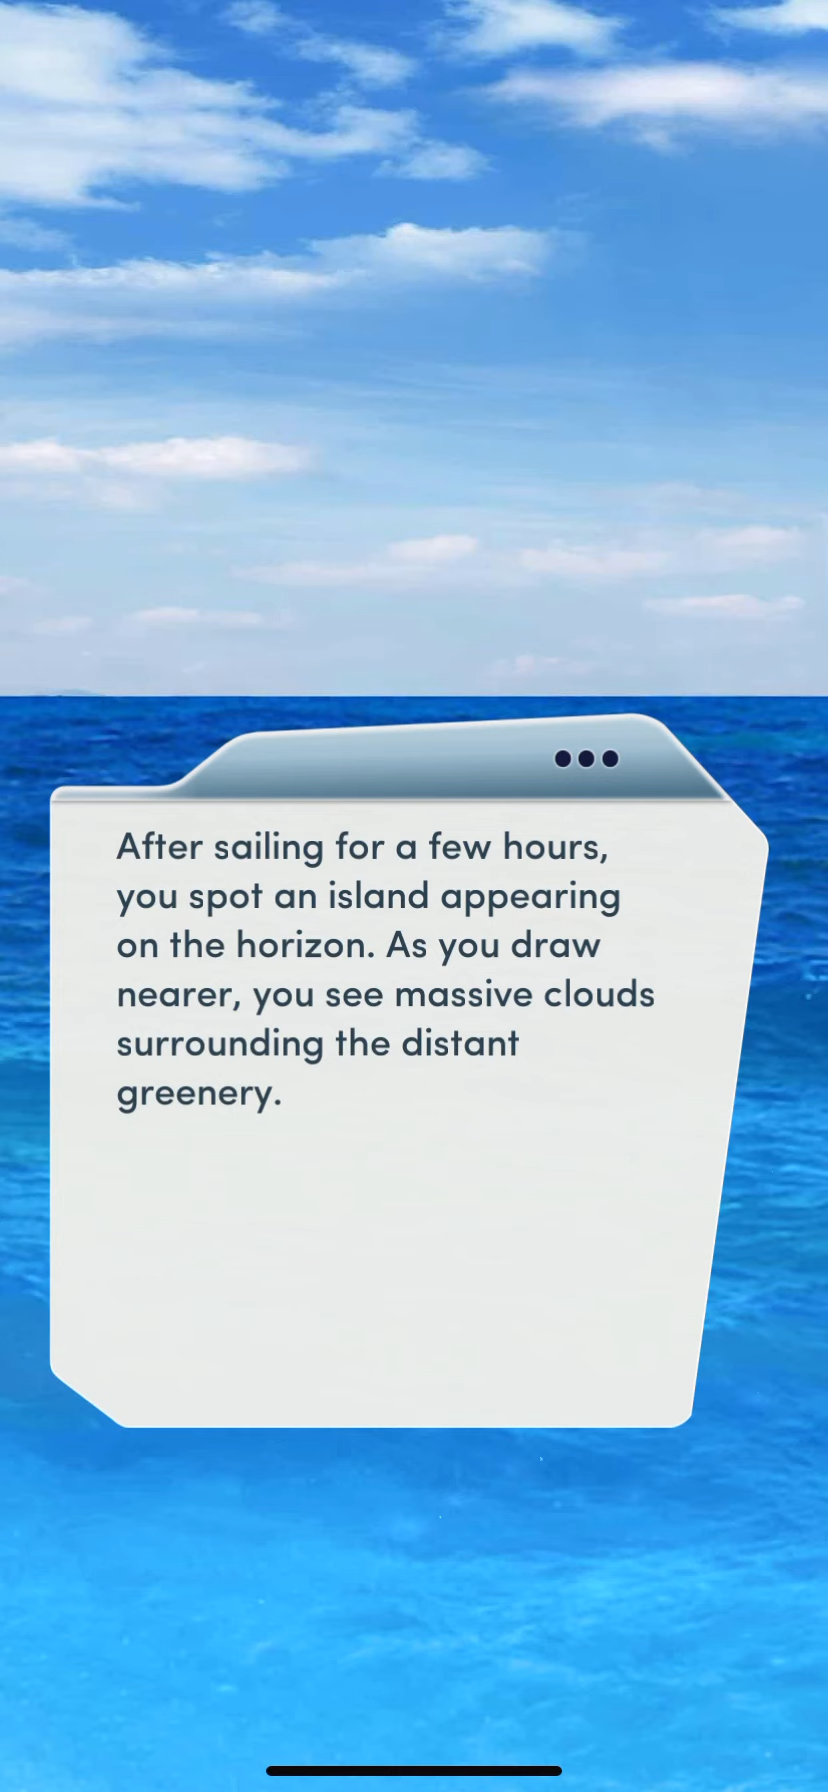 After sailing for a few hours,
you spot an island appearing
on the horizon. As you draw
nearer, you see massive clouds
surrounding the distant
greenery.